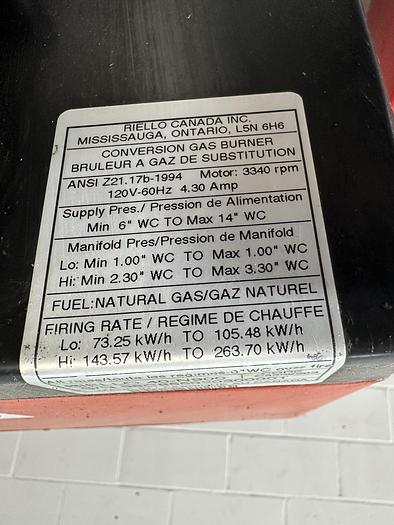 RIELLO CANADA INC.
MISSISSAUGA, ONTARIO, L5N 6H6
CONVERSION GAS BURNER
BRULEUR A GAZ DE SUBSTITUTION
ANSI Z21.17b-1994 Motor: 3340 rpm
120V-60Hz 4.30 Amp
Supply Pres./ Pression de Alimentation
Min 6" WC TO Max 14" WC
Manifold Pres/Pression de Manifold
Lo: Min 1.00" WC TO Max 1.00" WC
Hi: Min 2.30" WC TO Max 3.30" WC
FUEL:NATURAL GAS/GAZ NATUREL
FIRING RATE / REGIME DE CHAUFFE
Lo: 73.25 kW/h TO 105.48 kW/h
Hi: 143.57 kW/h TO 263.70 kW/h
WC over fire